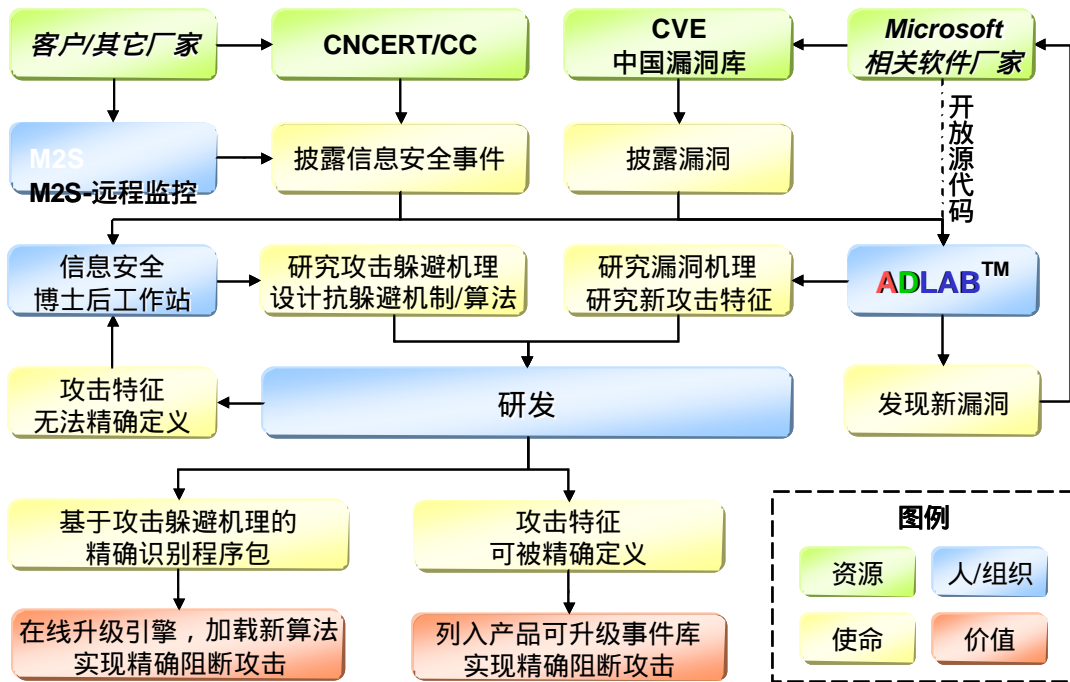 客户/其它厂家
CNCERT/CC
CVE
中国漏洞库
Microsoft
相关软件厂家
M2S
M2S-远程监控
披露信息安全事件
披露漏洞
开放源代码
信息安全
博士后工作站
研究攻击躲避机理
设计抗躲避机制/算法
研究漏洞机理
研究新攻击特征
ADLAB™
攻击特征
无法精确定义
研发
发现新漏洞
基于攻击躲避机理的
精确识别程序包
攻击特征
可被精确定义
在线升级引擎，加载新算法
实现精确阻断攻击
列入产品可升级事件库
实现精确阻断攻击
图例
资源
人/组织
使命
价值